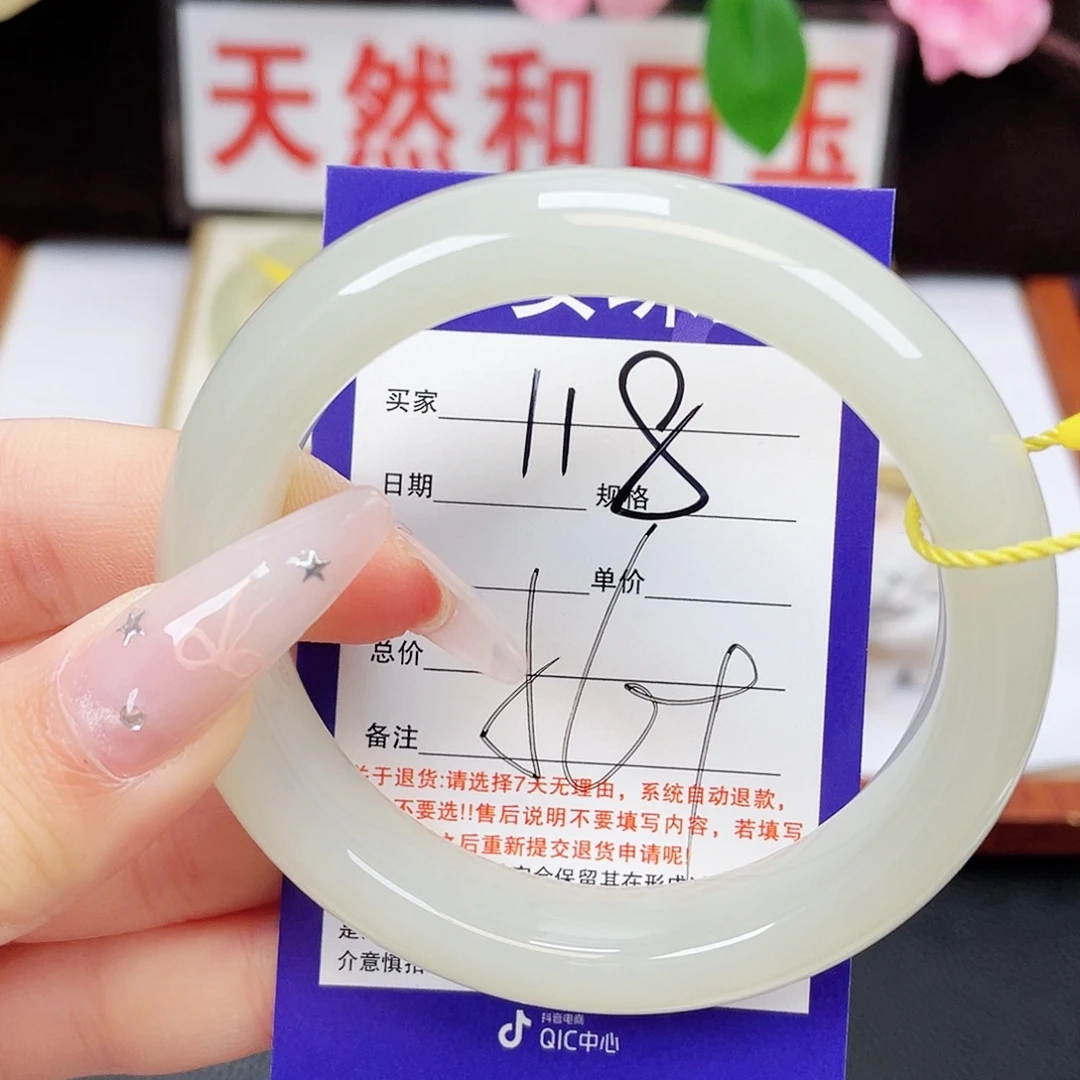 天然和田玉
买家
118
日期 规格
单价
总价
备注
关于退货:请选择7天无理由，系统自动退款，
不要选!!售后说明不要填写内容，若填写
之后重新提交退货申请呢!
介意慎拍
抖音电商
QIC中心